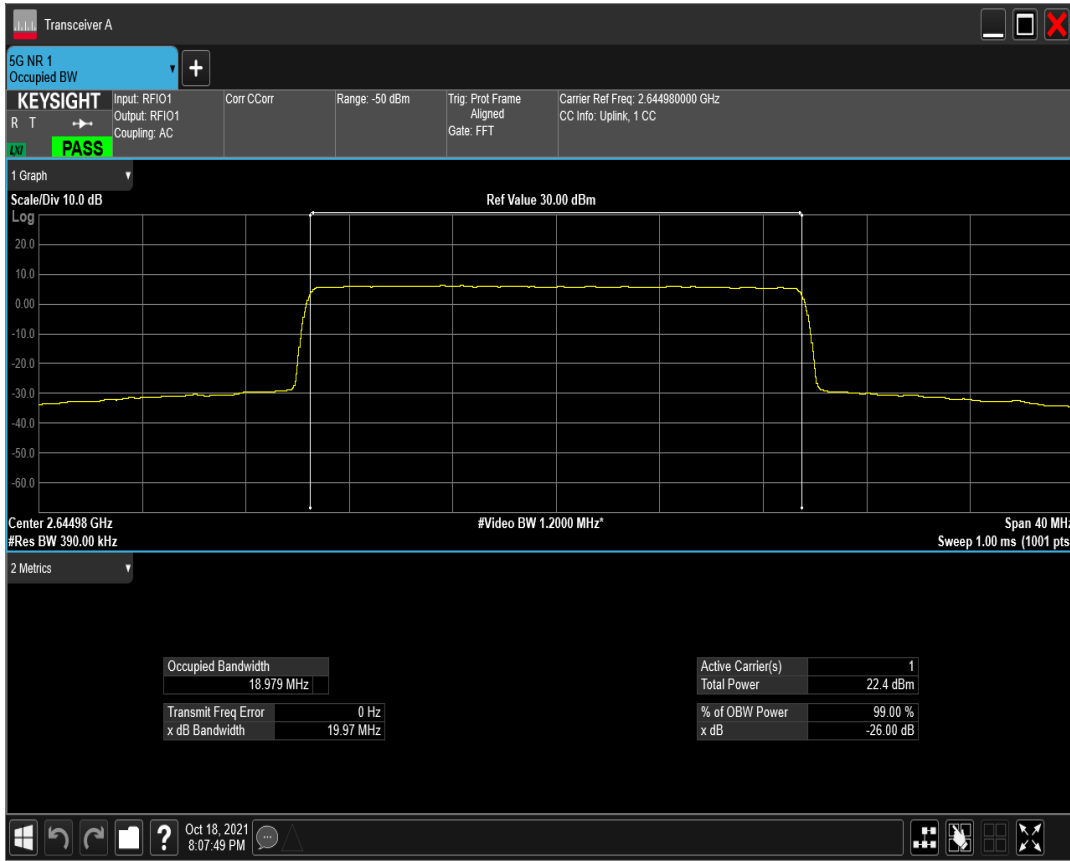 Transceiver A
5G NR 1
Occupied BW
+
KEYSIGHT
R T
LXI
PASS
Input: RFIO1
Output: RFIO1
Coupling: AC
Corr CCorr
Range: -50 dBm
Trig: Prot Frame
Aligned
Gate: FFT
Carrier Ref Freq: 2.644980000 GHz
CC Info: Uplink, 1 CC
1 Graph
Scale/Div 10.0 dB
Ref Value 30.00 dBm
Log
20.0
10.0
0.00
-10.0
-20.0
-30.0
-40.0
-50.0
-60.0
Center 2.64498 GHz
#Video BW 1.2000 MHz*
Span 40 MHz
#Res BW 390.00 kHz
Sweep 1.00 ms (1001 pts
2 Metrics
Occupied Bandwidth
18.979 MHz
Transmit Freq Error 0 Hz
x dB Bandwidth 19.97 MHz
Active Carrier(s) 1
Total Power 22.4 dBm
% of OBW Power 99.00 %
x dB -26.00 dB
?
Oct 18, 2021
8:07:49 PM